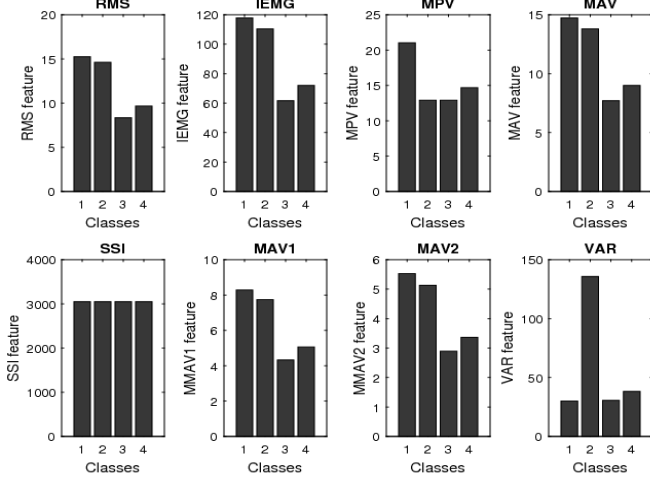 RMS
20
15
10
5
0
RMS feature
1 2 3 4
Classes
IEMG
120
100
80
60
40
20
0
IEMG feature
1 2 3 4
Classes
MPV
25
20
15
10
5
0
MPV feature
1 2 3 4
Classes
MAV
15
10
5
0
MAV feature
1 2 3 4
Classes
SSI
4000
3000
2000
1000
0
SSI feature
1 2 3 4
Classes
MAV1
10
8
6
4
2
0
MMAV1 feature
1 2 3 4
Classes
MAV2
6
5
4
3
2
1
0
MMAV2 feature
1 2 3 4
Classes
VAR
150
100
50
0
VAR feature
1 2 3 4
Classes